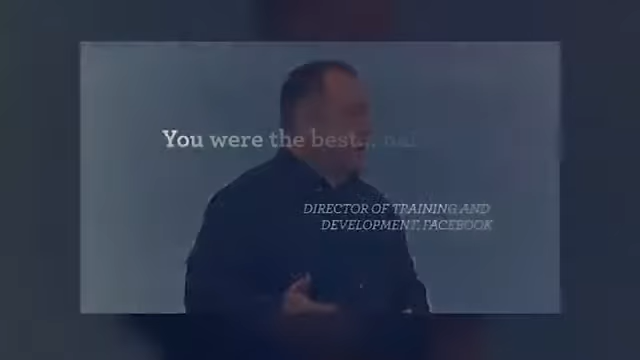 You were the best...
DIRECTOR OF TRAINING AND
DEVELOPMENT, FACEBOOK